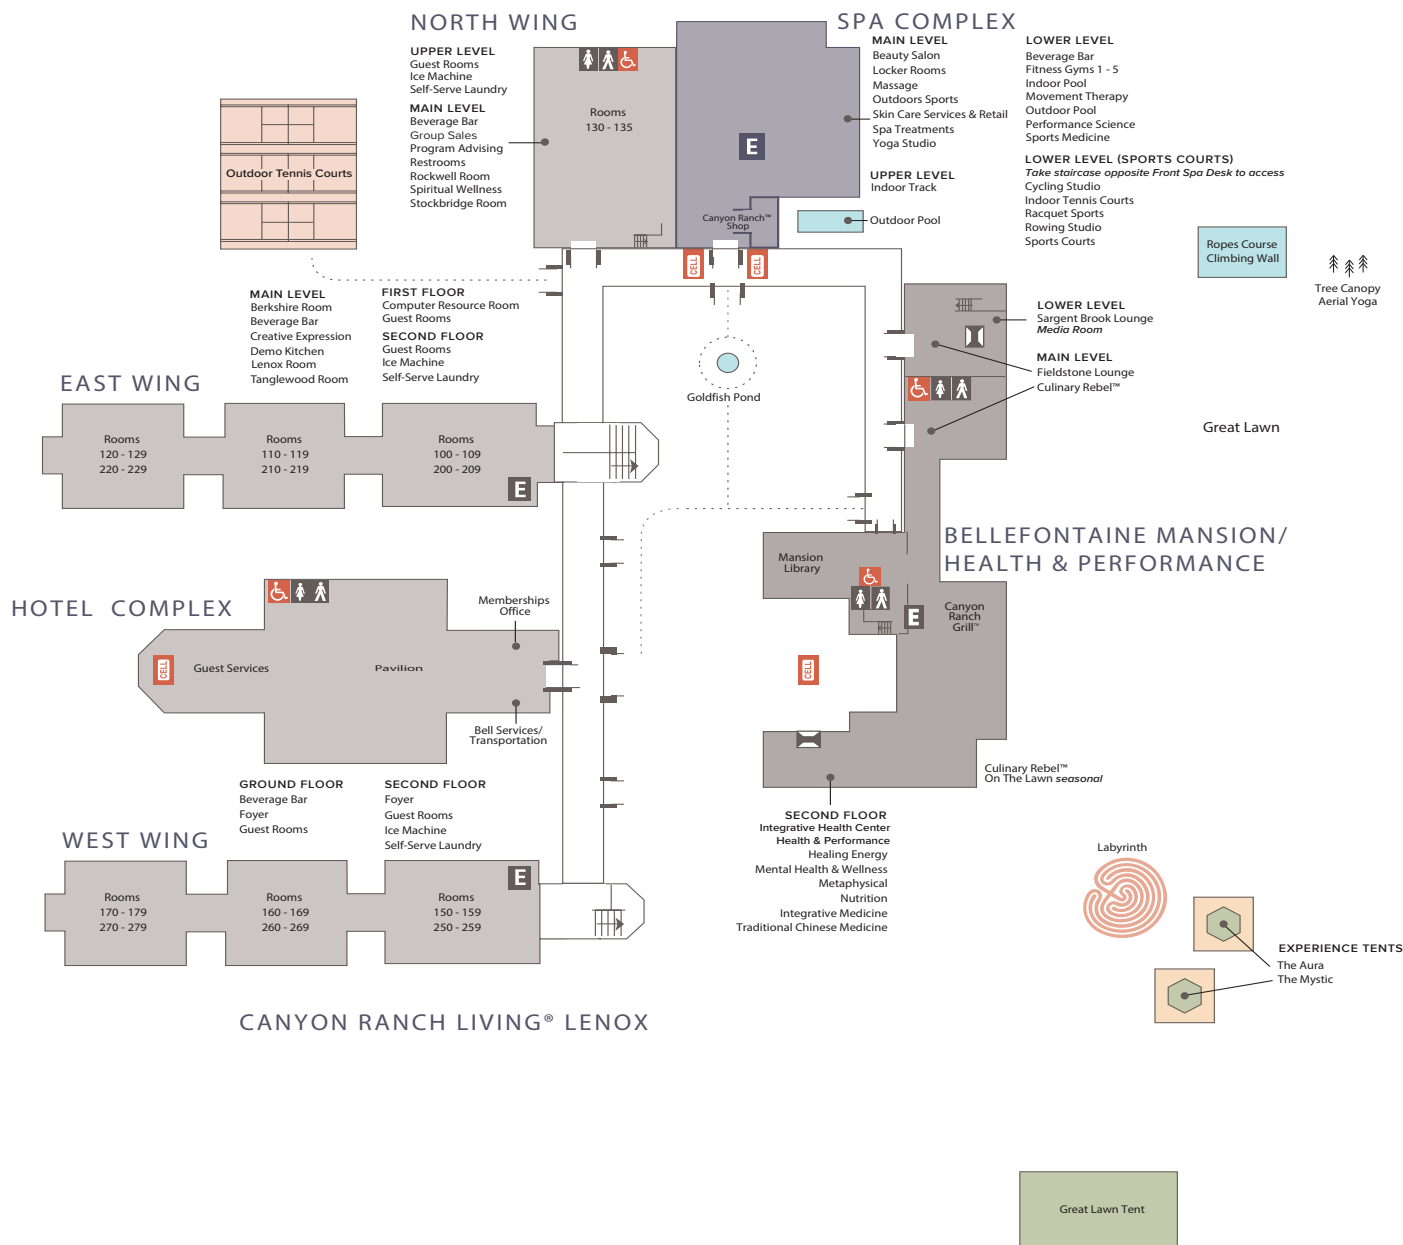 NORTH WING
UPPER LEVEL
Guest Rooms
Ice Machine
Self-Serve Laundry
MAIN LEVEL
Beverage Bar
Group Sales
Program Advising
Restrooms
Rockwell Room
Spiritual Wellness
Stockbridge Room
Rooms
130 - 135
SPA COMPLEX
MAIN LEVEL
Beauty Salon
Locker Rooms
Massage
Outdoors Sports
Skin Care Services & Retail
Spa Treatments
Yoga Studio
UPPER LEVEL
Indoor Track
LOWER LEVEL
Beverage Bar
Fitness Gyms 1 - 5
Indoor Pool
Movement Therapy
Outdoor Pool
Performance Science
Sports Medicine
LOWER LEVEL (SPORTS COURTS)
Take staircase opposite Front Spa Desk to access
Cycling Studio
Indoor Tennis Courts
Racquet Sports
Rowing Studio
Sports Courts
E
Canyon Ranch™
Shop
Outdoor Pool
Outdoor Tennis Courts
CELL
CELL
Ropes Course
Climbing Wall
Tree Canopy
Aerial Yoga
MAIN LEVEL
Berkshire Room
Beverage Bar
Creative Expression
Demo Kitchen
Lenox Room
Tanglewood Room
FIRST FLOOR
Computer Resource Room
Guest Rooms
SECOND FLOOR
Guest Rooms
Ice Machine
Self-Serve Laundry
LOWER LEVEL
Sargent Brook Lounge
Media Room
MAIN LEVEL
Fieldstone Lounge
Culinary Rebel™
Goldfish Pond
Great Lawn
EAST WING
Rooms
120 - 129
220 - 229
Rooms
110 - 119
210 - 219
Rooms
100 - 109
200 - 209
E
BELLEFONTAINE MANSION/
HEALTH & PERFORMANCE
Mansion
Library
E
Canyon
Ranch
Grill™
CELL
Culinary Rebel™
On The Lawn seasonal
SECOND FLOOR
Integrative Health Center
Health & Performance
Healing Energy
Mental Health & Wellness
Metaphysical
Nutrition
Integrative Medicine
Traditional Chinese Medicine
HOTEL COMPLEX
CELL
Guest Services
Pavilion
Memberships
Office
Bell Services/
Transportation
GROUND FLOOR
Beverage Bar
Foyer
Guest Rooms
SECOND FLOOR
Foyer
Guest Rooms
Ice Machine
Self-Serve Laundry
WEST WING
Rooms
170 - 179
270 - 279
Rooms
160 - 169
260 - 269
Rooms
150 - 159
250 - 259
E
Labyrinth
EXPERIENCE TENTS
The Aura
The Mystic
CANYON RANCH LIVING® LENOX
Great Lawn Tent